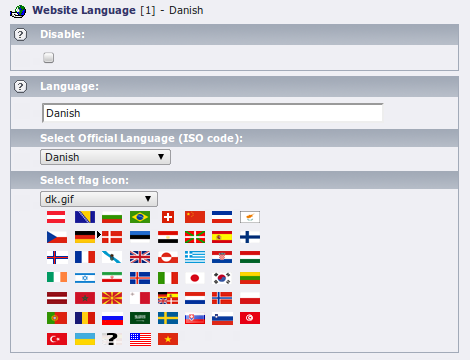 Website Language [1] - Danish
Disable:
Language:
Danish
Select Official Language (ISO code):
Danish
Select flag icon:
dk.gif